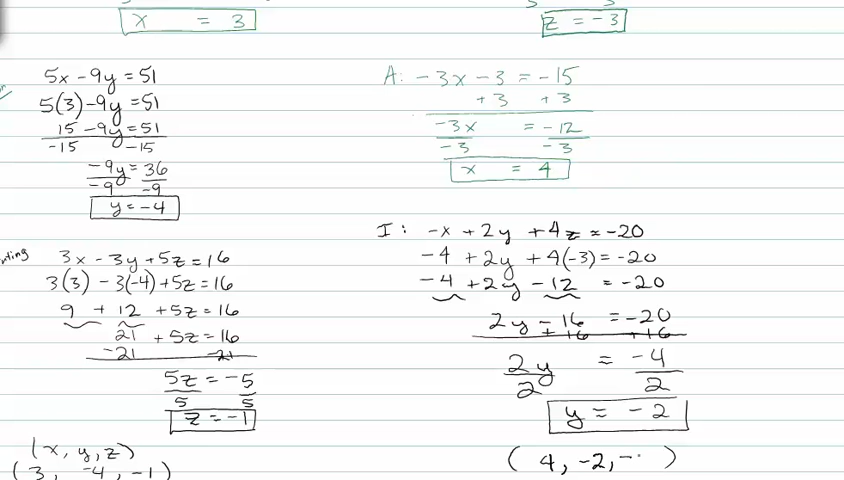 x = 3
5x - 9y = 51
5(3) - 9y = 51
15 - 9y = 51
-15 -15
-9y = 36
-9 -9
y = -4
3x - 3y + 5z = 16
3(3) - 3(-4) + 5z = 16
9 + 12 + 5z = 16
21 + 5z = 16
-21 -21
5z = -5
5 5
z = -1
(x, y, z)
(3, -4, -1)
z = -3
A: -3x - 3 = -15
+3 +3
-3x = -12
-3 -3
x = 4
I: -x + 2y + 4z = -20
-4 + 2y + 4(-3) = -20
-4 + 2y - 12 = -20
2y - 16 = -20
+16 +16
2y = -4
2 2
y = -2
(4, -2, - )